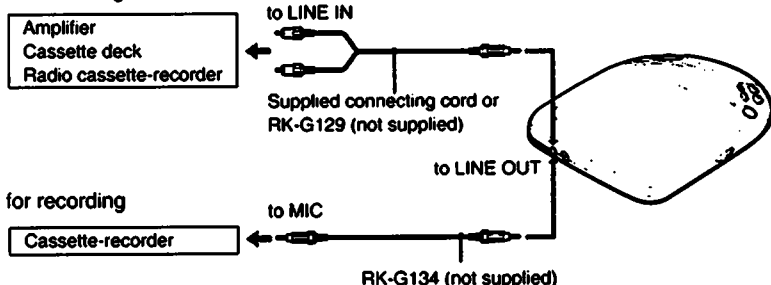 to LINE IN
Amplifier
Cassette deck
Radio cassette-recorder
Supplied connecting cord or
RK-G129 (not supplied)
to LINE OUT
for recording
to MIC
Cassette-recorder
RK-G134 (not supplied)